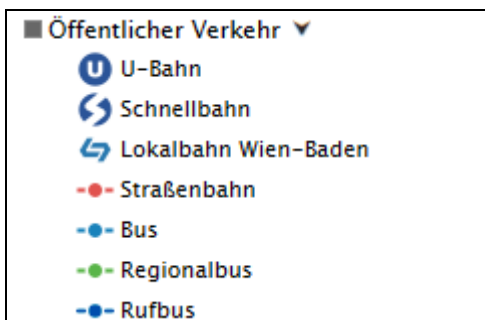 Öffentlicher Verkehr
U-Bahn
Schnellbahn
Lokalbahn Wien-Baden
Straßenbahn
Bus
Regionalbus
Rufbus